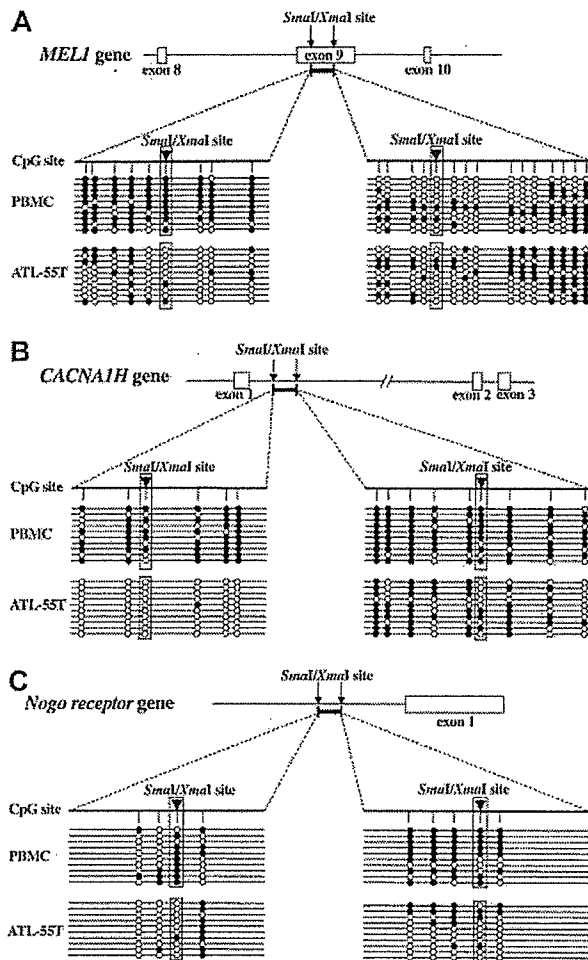 A
SmaI/XmaI site
MEL1 gene
exon 8
exon 9
exon 10
SmaI/XmaI site
SmaI/XmaI site
CpG site
PBMC
ATL-55T
B
SmaI/XmaI site
CACNA1H gene
exon 1
exon 2
exon 3
SmaI/XmaI site
SmaI/XmaI site
CpG site
PBMC
ATL-55T
C
SmaI/XmaI site
Nogo receptor gene
exon 1
SmaI/XmaI site
SmaI/XmaI site
CpG site
PBMC
ATL-55T